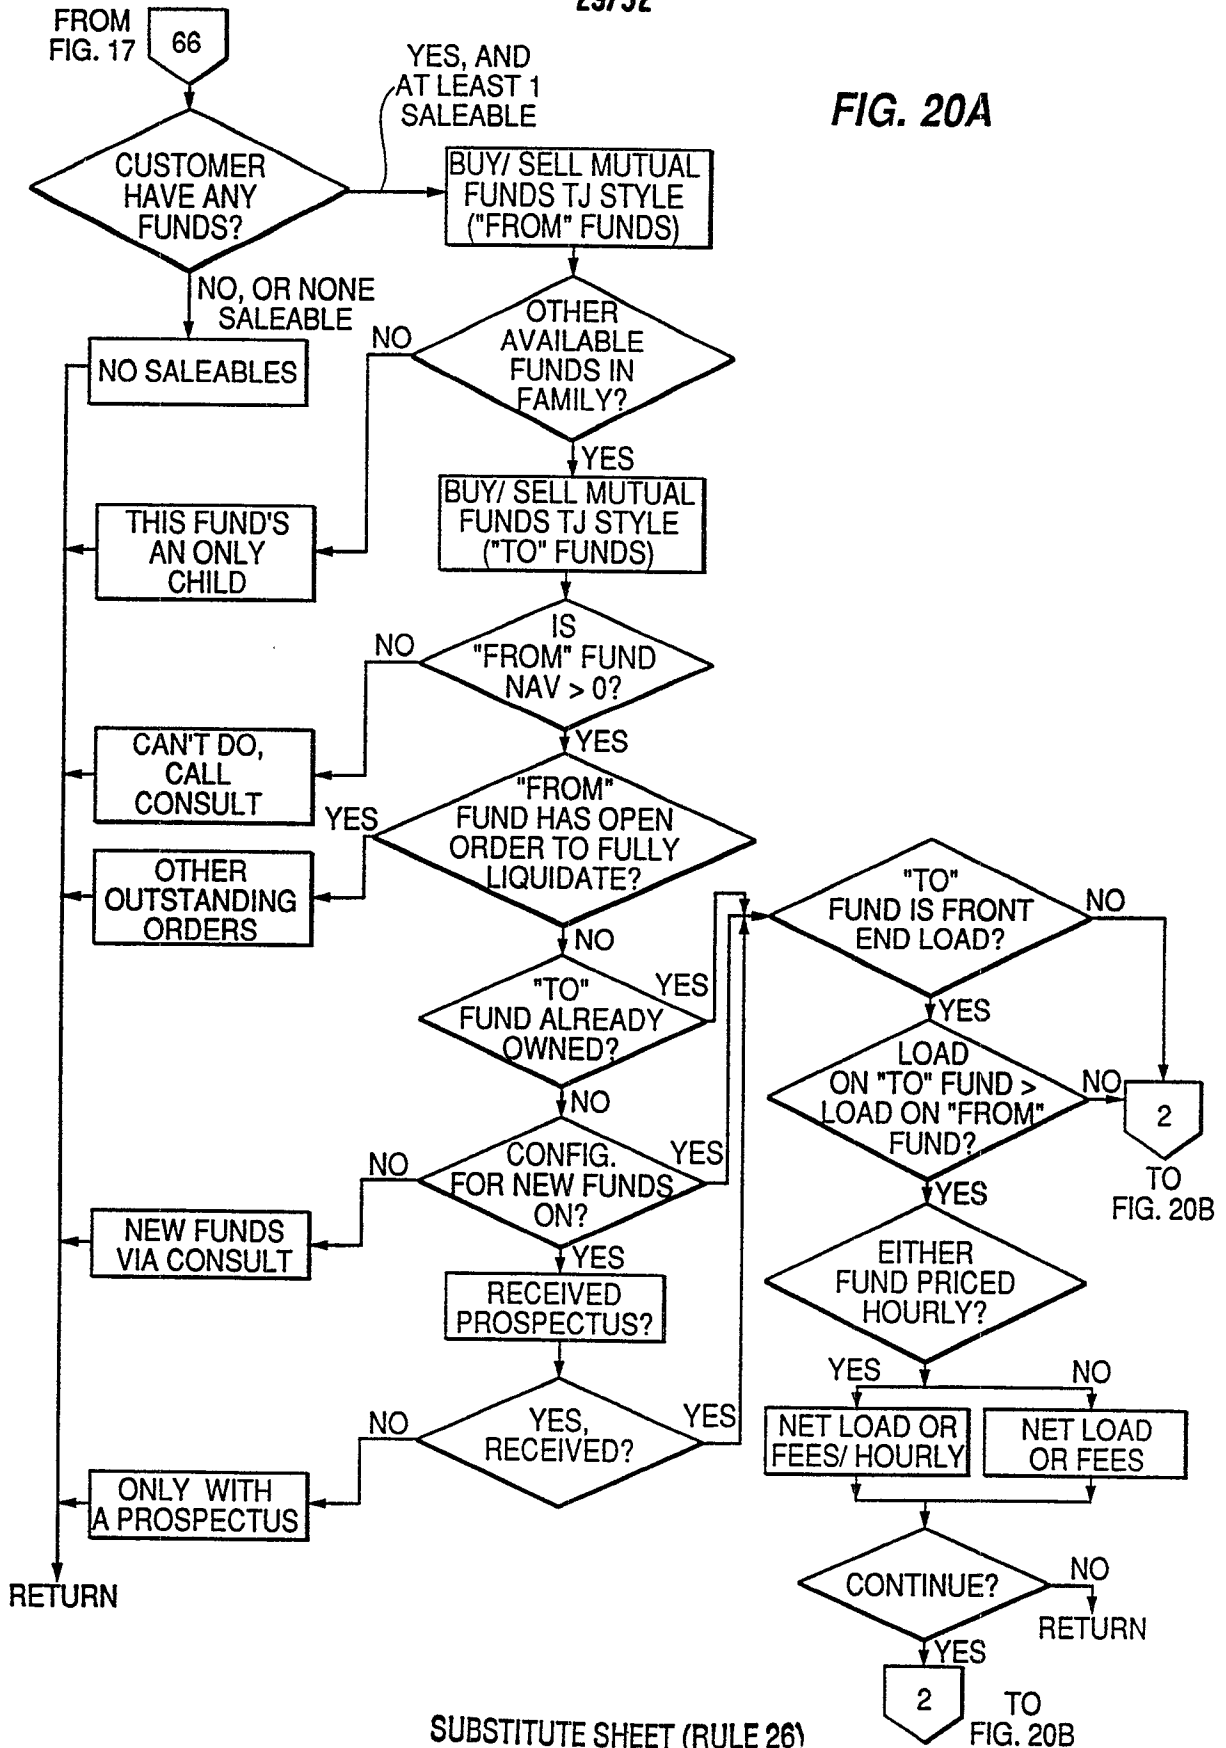 29/32
FROM
FIG. 17
66
YES, AND
AT LEAST 1
SALEABLE
FIG. 20A
CUSTOMER
HAVE ANY
FUNDS?
BUY/ SELL MUTUAL
FUNDS TJ STYLE
("FROM" FUNDS)
NO, OR NONE
SALEABLE
NO SALEABLES
NO
OTHER
AVAILABLE
FUNDS IN
FAMILY?
YES
BUY/ SELL MUTUAL
FUNDS TJ STYLE
("TO" FUNDS)
THIS FUND'S
AN ONLY
CHILD
NO
IS
"FROM" FUND
NAV > 0?
YES
CAN'T DO,
CALL
CONSULT
YES
"FROM"
FUND HAS OPEN
ORDER TO FULLY
LIQUIDATE?
OTHER
OUTSTANDING
ORDERS
NO
"TO"
FUND ALREADY
OWNED?
YES
NO
CONFIG.
FOR NEW FUNDS
ON?
YES
NO
NEW FUNDS
VIA CONSULT
YES
RECEIVED
PROSPECTUS?
YES,
RECEIVED?
YES
NO
ONLY WITH
A PROSPECTUS
RETURN
"TO"
FUND IS FRONT
END LOAD?
NO
YES
LOAD
ON "TO" FUND >
LOAD ON "FROM"
FUND?
NO
2
TO
FIG. 20B
YES
EITHER
FUND PRICED
HOURLY?
YES
NO
NET LOAD OR
FEES/ HOURLY
NET LOAD
OR FEES
CONTINUE?
NO
RETURN
YES
2
TO
FIG. 20B
SUBSTITUTE SHEET (RULE 26)